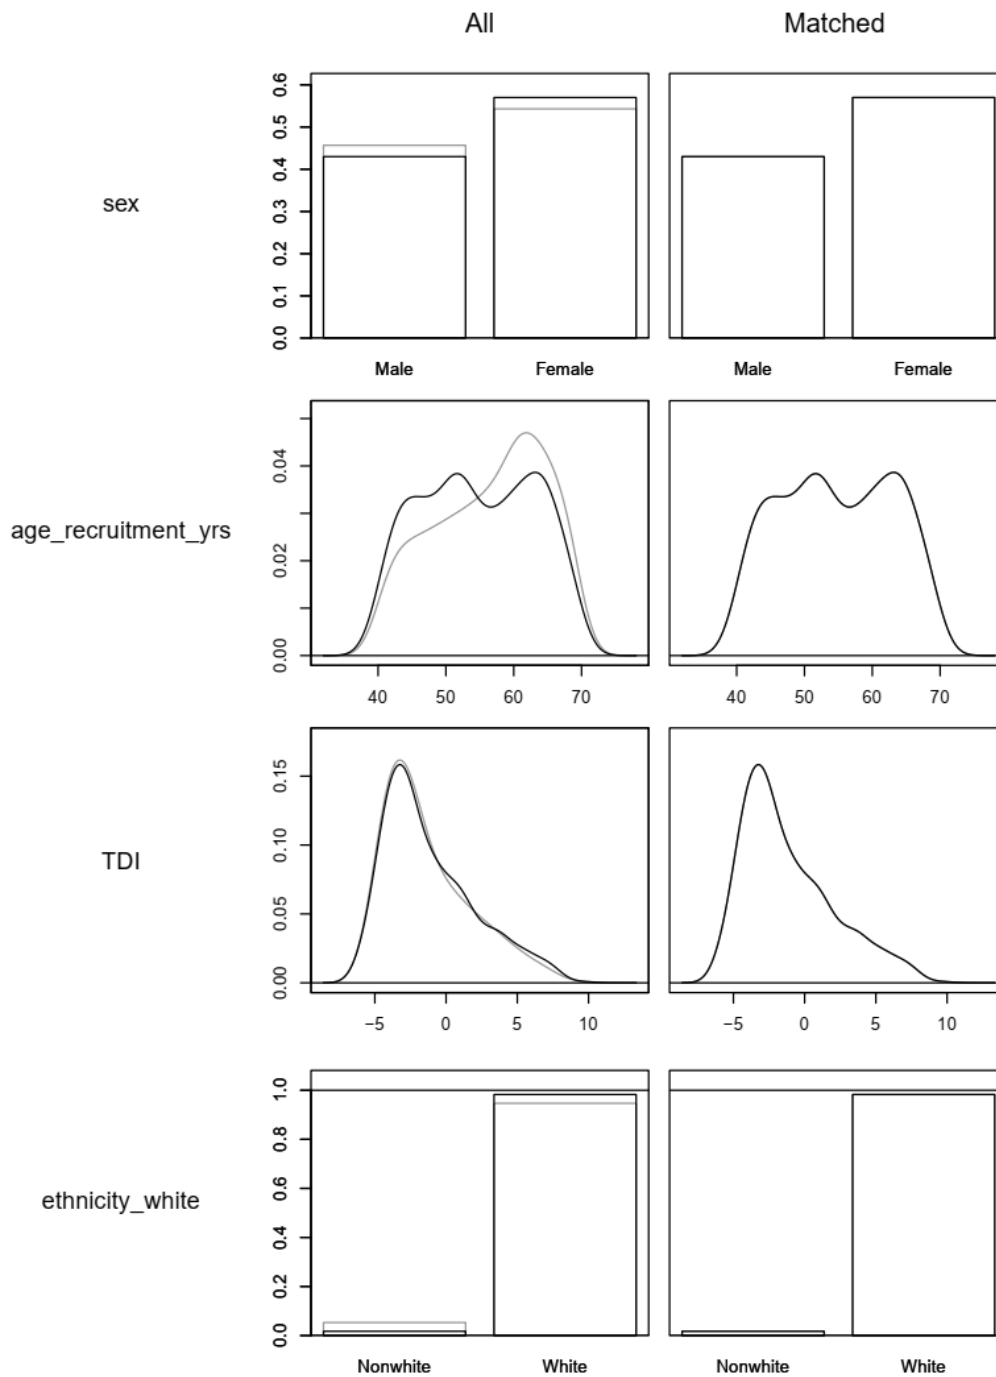 All Matched
sex
0.6
0.5
0.4
0.3
0.2
0.1
0.0
Male Female Male Female
age_recruitment_yrs
0.04
0.02
0.00
40 50 60 70 40 50 60 70
TDI
0.15
0.10
0.05
0.00
−5 0 5 10 −5 0 5 10
ethnicity_white
1.0
0.8
0.6
0.4
0.2
0.0
Nonwhite White Nonwhite White